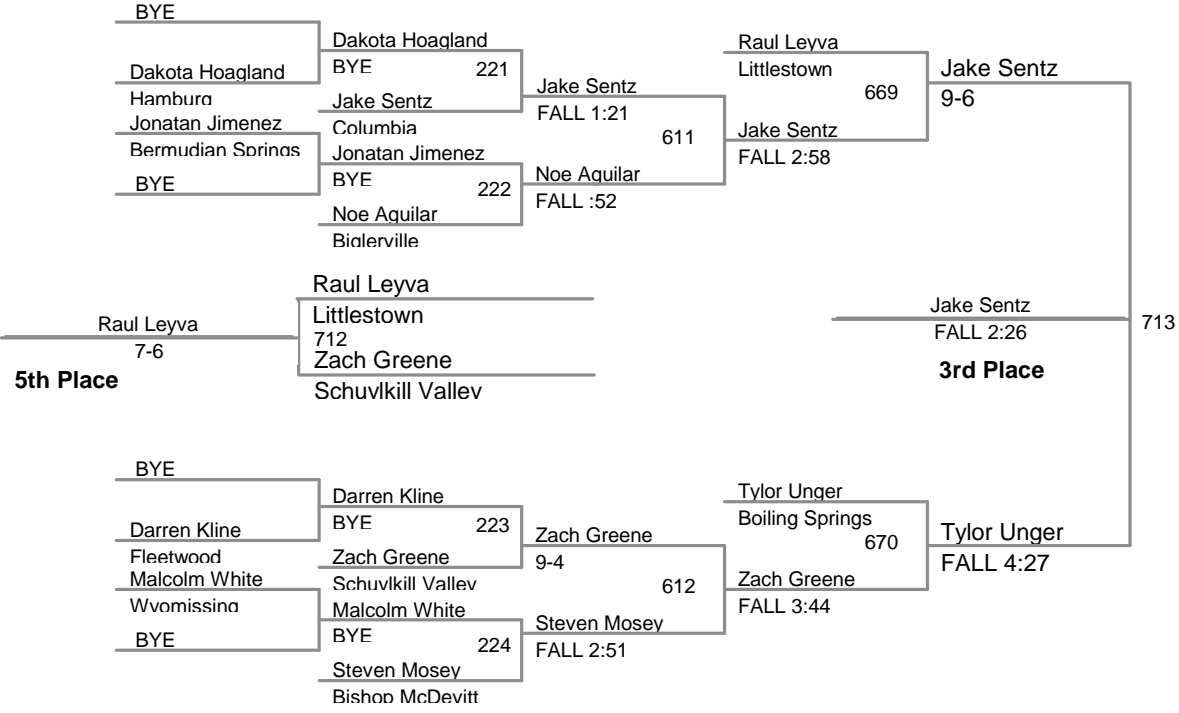 BYE
Dakota Hoagland
Hamburg
Jonatan Jimenez
Bermudian Springs
BYE
Dakota Hoagland
BYE
221
Jake Sentz
Columbia
Jonatan Jimenez
BYE
222
Noe Aguilar
Biglerville
Jake Sentz
FALL 1:21
611
Noe Aguilar
FALL :52
Raul Leyva
Littlestown
669
Jake Sentz
FALL 2:58
Jake Sentz
9-6
Raul Leyva
7-6
5th Place
Raul Leyva
Littlestown
712
Zach Greene
Schuylkill Valley
Jake Sentz
FALL 2:26
3rd Place
713
BYE
Darren Kline
Fleetwood
Malcolm White
Wyomissing
BYE
Darren Kline
BYE
223
Zach Greene
Schuylkill Valley
Malcolm White
BYE
224
Steven Mosey
Bishop McDevitt
Zach Greene
9-4
612
Steven Mosey
FALL 2:51
Tylor Unger
Boiling Springs
670
Zach Greene
FALL 3:44
Tylor Unger
FALL 4:27